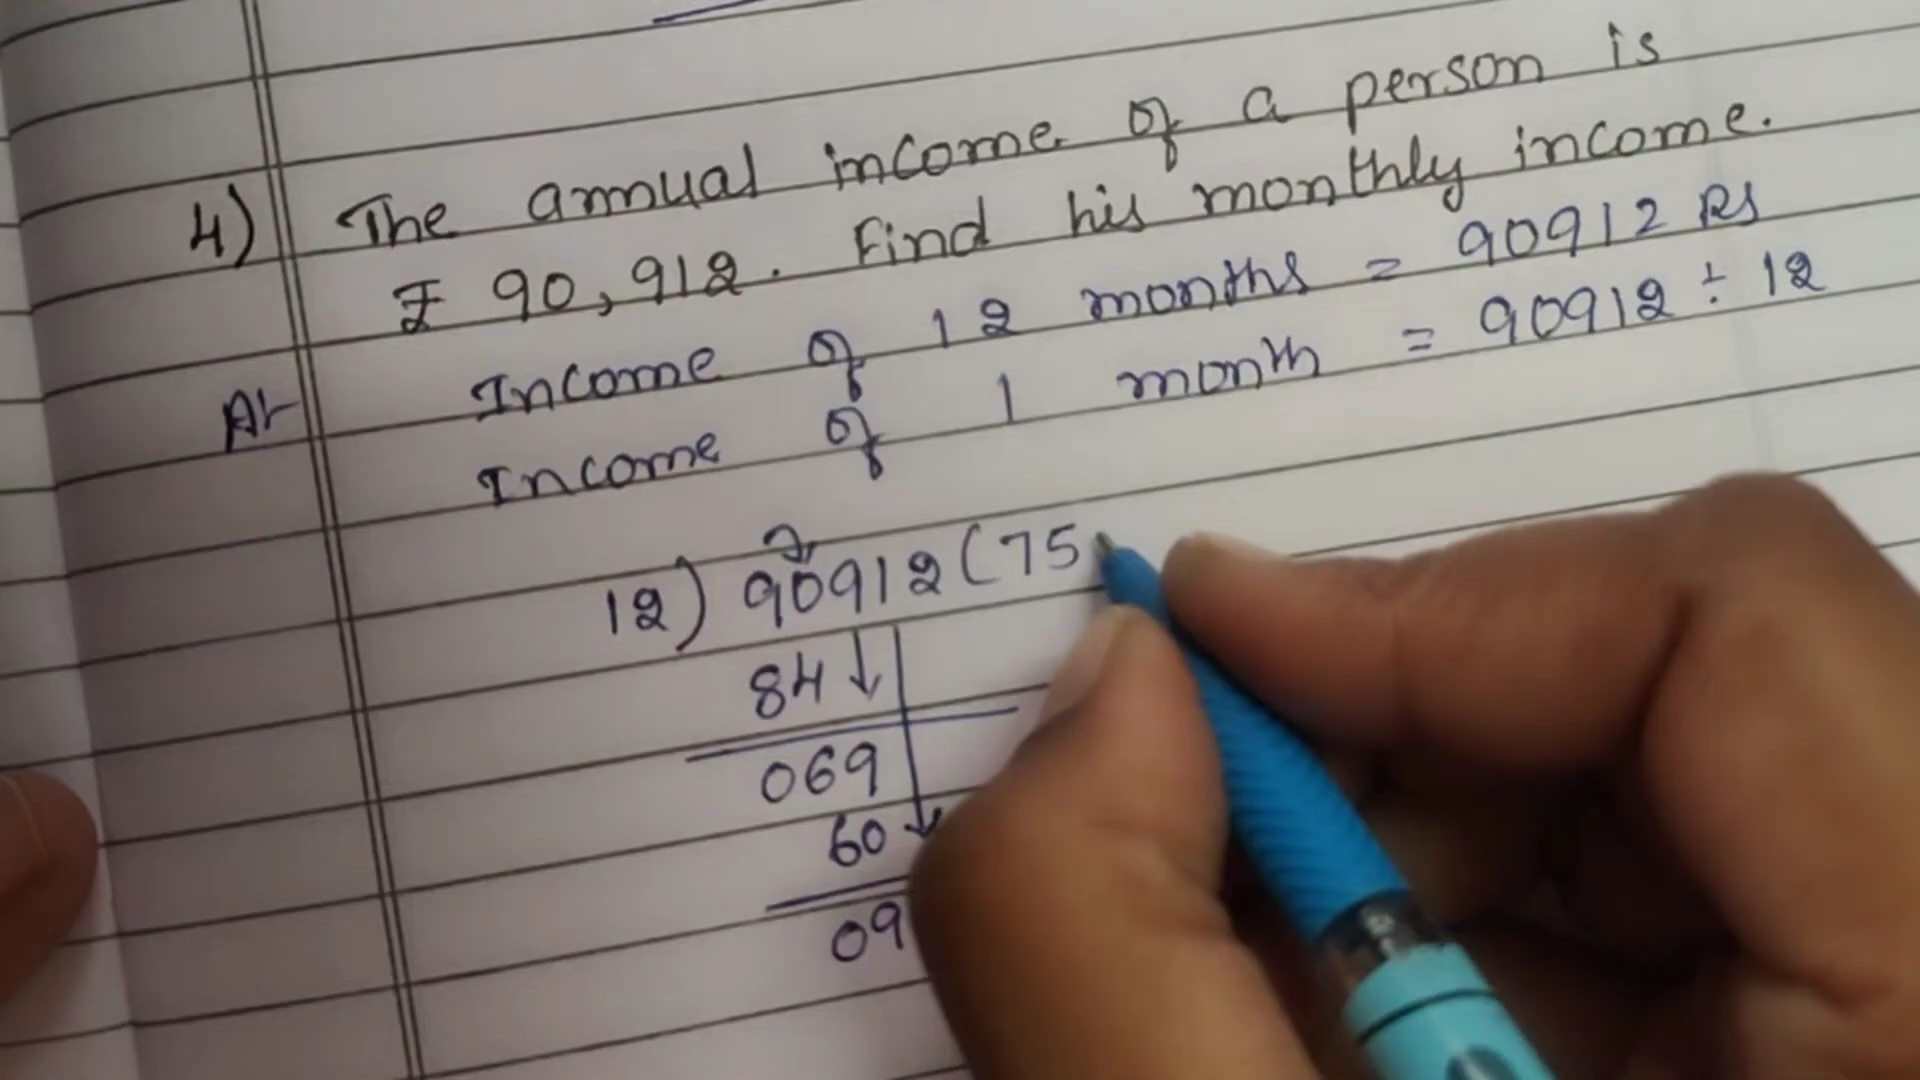 4) The annual income of a person is
₹ 90,912. Find his monthly income.
Income of 12 months = 90912 Rs
Income of 1 month = 90912 ÷ 12
12) 90912 (75
84
069
60
09